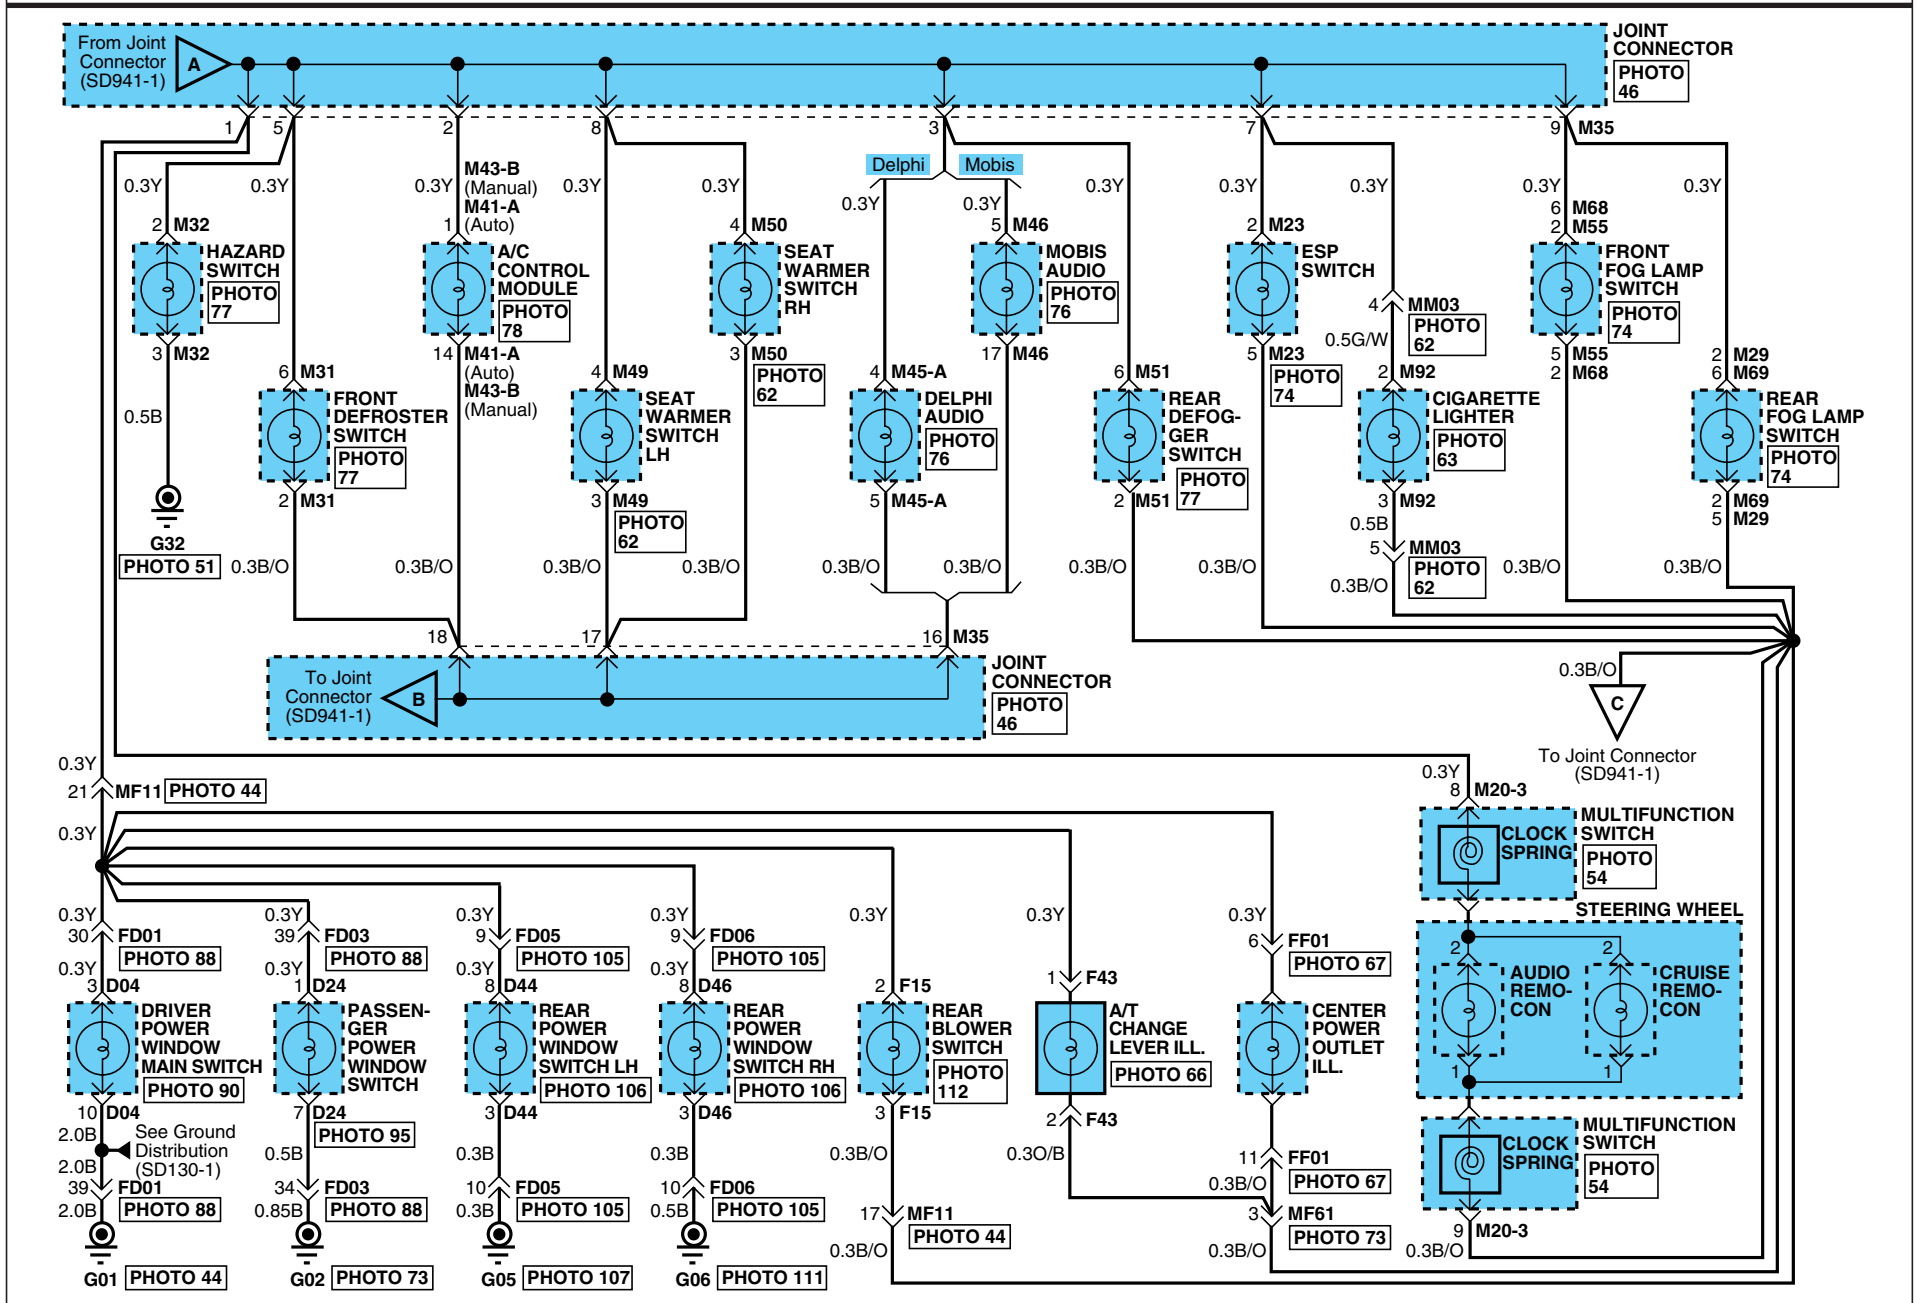 From Joint
Connector
(SD941-1)
A
JOINT
CONNECTOR
PHOTO
46
1
5
2
8
3
7
9
M35
Delphi
Mobis
0.3Y
0.3Y
0.3Y
M43-B
(Manual)
M41-A
(Auto)
0.3Y
0.3Y
0.3Y
0.3Y
0.3Y
0.3Y
0.3Y
0.3Y
0.3Y
2 M32
HAZARD
SWITCH
PHOTO
77
3 M32
0.5B
G32
PHOTO 51
6 M31
FRONT
DEFROSTER
SWITCH
PHOTO
77
2 M31
0.3B/O
1
A/C
CONTROL
MODULE
PHOTO
78
14 M41-A
(Auto)
M43-B
(Manual)
0.3B/O
4 M49
SEAT
WARMER
SWITCH
LH
3 M49
PHOTO
62
0.3B/O
4 M50
SEAT
WARMER
SWITCH
RH
3 M50
PHOTO
62
0.3B/O
4 M45-A
DELPHI
AUDIO
PHOTO
76
5 M45-A
0.3B/O
5 M46
MOBIS
AUDIO
PHOTO
76
17 M46
0.3B/O
6 M51
REAR
DEFOG-
GER
SWITCH
PHOTO
77
2 M51
0.3B/O
2 M23
ESP
SWITCH
5 M23
PHOTO
74
0.3B/O
4 MM03
PHOTO
62
0.5G/W
2 M92
CIGARETTE
LIGHTER
PHOTO
63
3 M92
0.5B
5 MM03
PHOTO
62
0.3B/O
6 M68
2 M55
FRONT
FOG LAMP
SWITCH
PHOTO
74
5 M55
2 M68
0.3B/O
2 M29
6 M69
REAR
FOG LAMP
SWITCH
PHOTO
74
2 M69
5 M29
0.3B/O
18
17
16
M35
To Joint
Connector
(SD941-1)
B
JOINT
CONNECTOR
PHOTO
46
0.3B/O
C
To Joint Connector
(SD941-1)
0.3Y
21 MF11 PHOTO 44
0.3Y
0.3Y
8 M20-3
MULTIFUNCTION
SWITCH
PHOTO
54
CLOCK
SPRING
STEERING WHEEL
2
2
AUDIO
REMO-
CON
CRUISE
REMO-
CON
1
1
MULTIFUNCTION
SWITCH
PHOTO
54
CLOCK
SPRING
9 M20-3
0.3B/O
0.3Y
30 FD01
PHOTO 88
0.3Y
3 D04
DRIVER
POWER
WINDOW
MAIN SWITCH
PHOTO 90
10 D04
2.0B
See Ground
Distribution
(SD130-1)
2.0B
39 FD01
PHOTO 88
2.0B
G01 PHOTO 44
0.3Y
39 FD03
PHOTO 88
0.3Y
1 D24
PASSEN-
GER
POWER
WINDOW
SWITCH
7 D24
PHOTO 95
0.5B
34 FD03
PHOTO 88
0.85B
G02 PHOTO 73
0.3Y
9 FD05
PHOTO 105
0.3Y
8 D44
REAR
POWER
WINDOW
SWITCH LH
PHOTO 106
3 D44
0.3B
10 FD05
PHOTO 105
0.3B
G05 PHOTO 107
0.3Y
9 FD06
PHOTO 105
0.3Y
8 D46
REAR
POWER
WINDOW
SWITCH RH
PHOTO 106
3 D46
0.3B
10 FD06
PHOTO 105
0.5B
G06 PHOTO 111
0.3Y
2 F15
REAR
BLOWER
SWITCH
PHOTO
112
3 F15
0.3B/O
17 MF11
PHOTO 44
0.3B/O
0.3Y
1 F43
A/T
CHANGE
LEVER ILL.
PHOTO 66
2 F43
0.3O/B
0.3Y
6 FF01
PHOTO 67
CENTER
POWER
OUTLET
ILL.
11 FF01
PHOTO 67
0.3B/O
3 MF61
PHOTO 73
0.3B/O